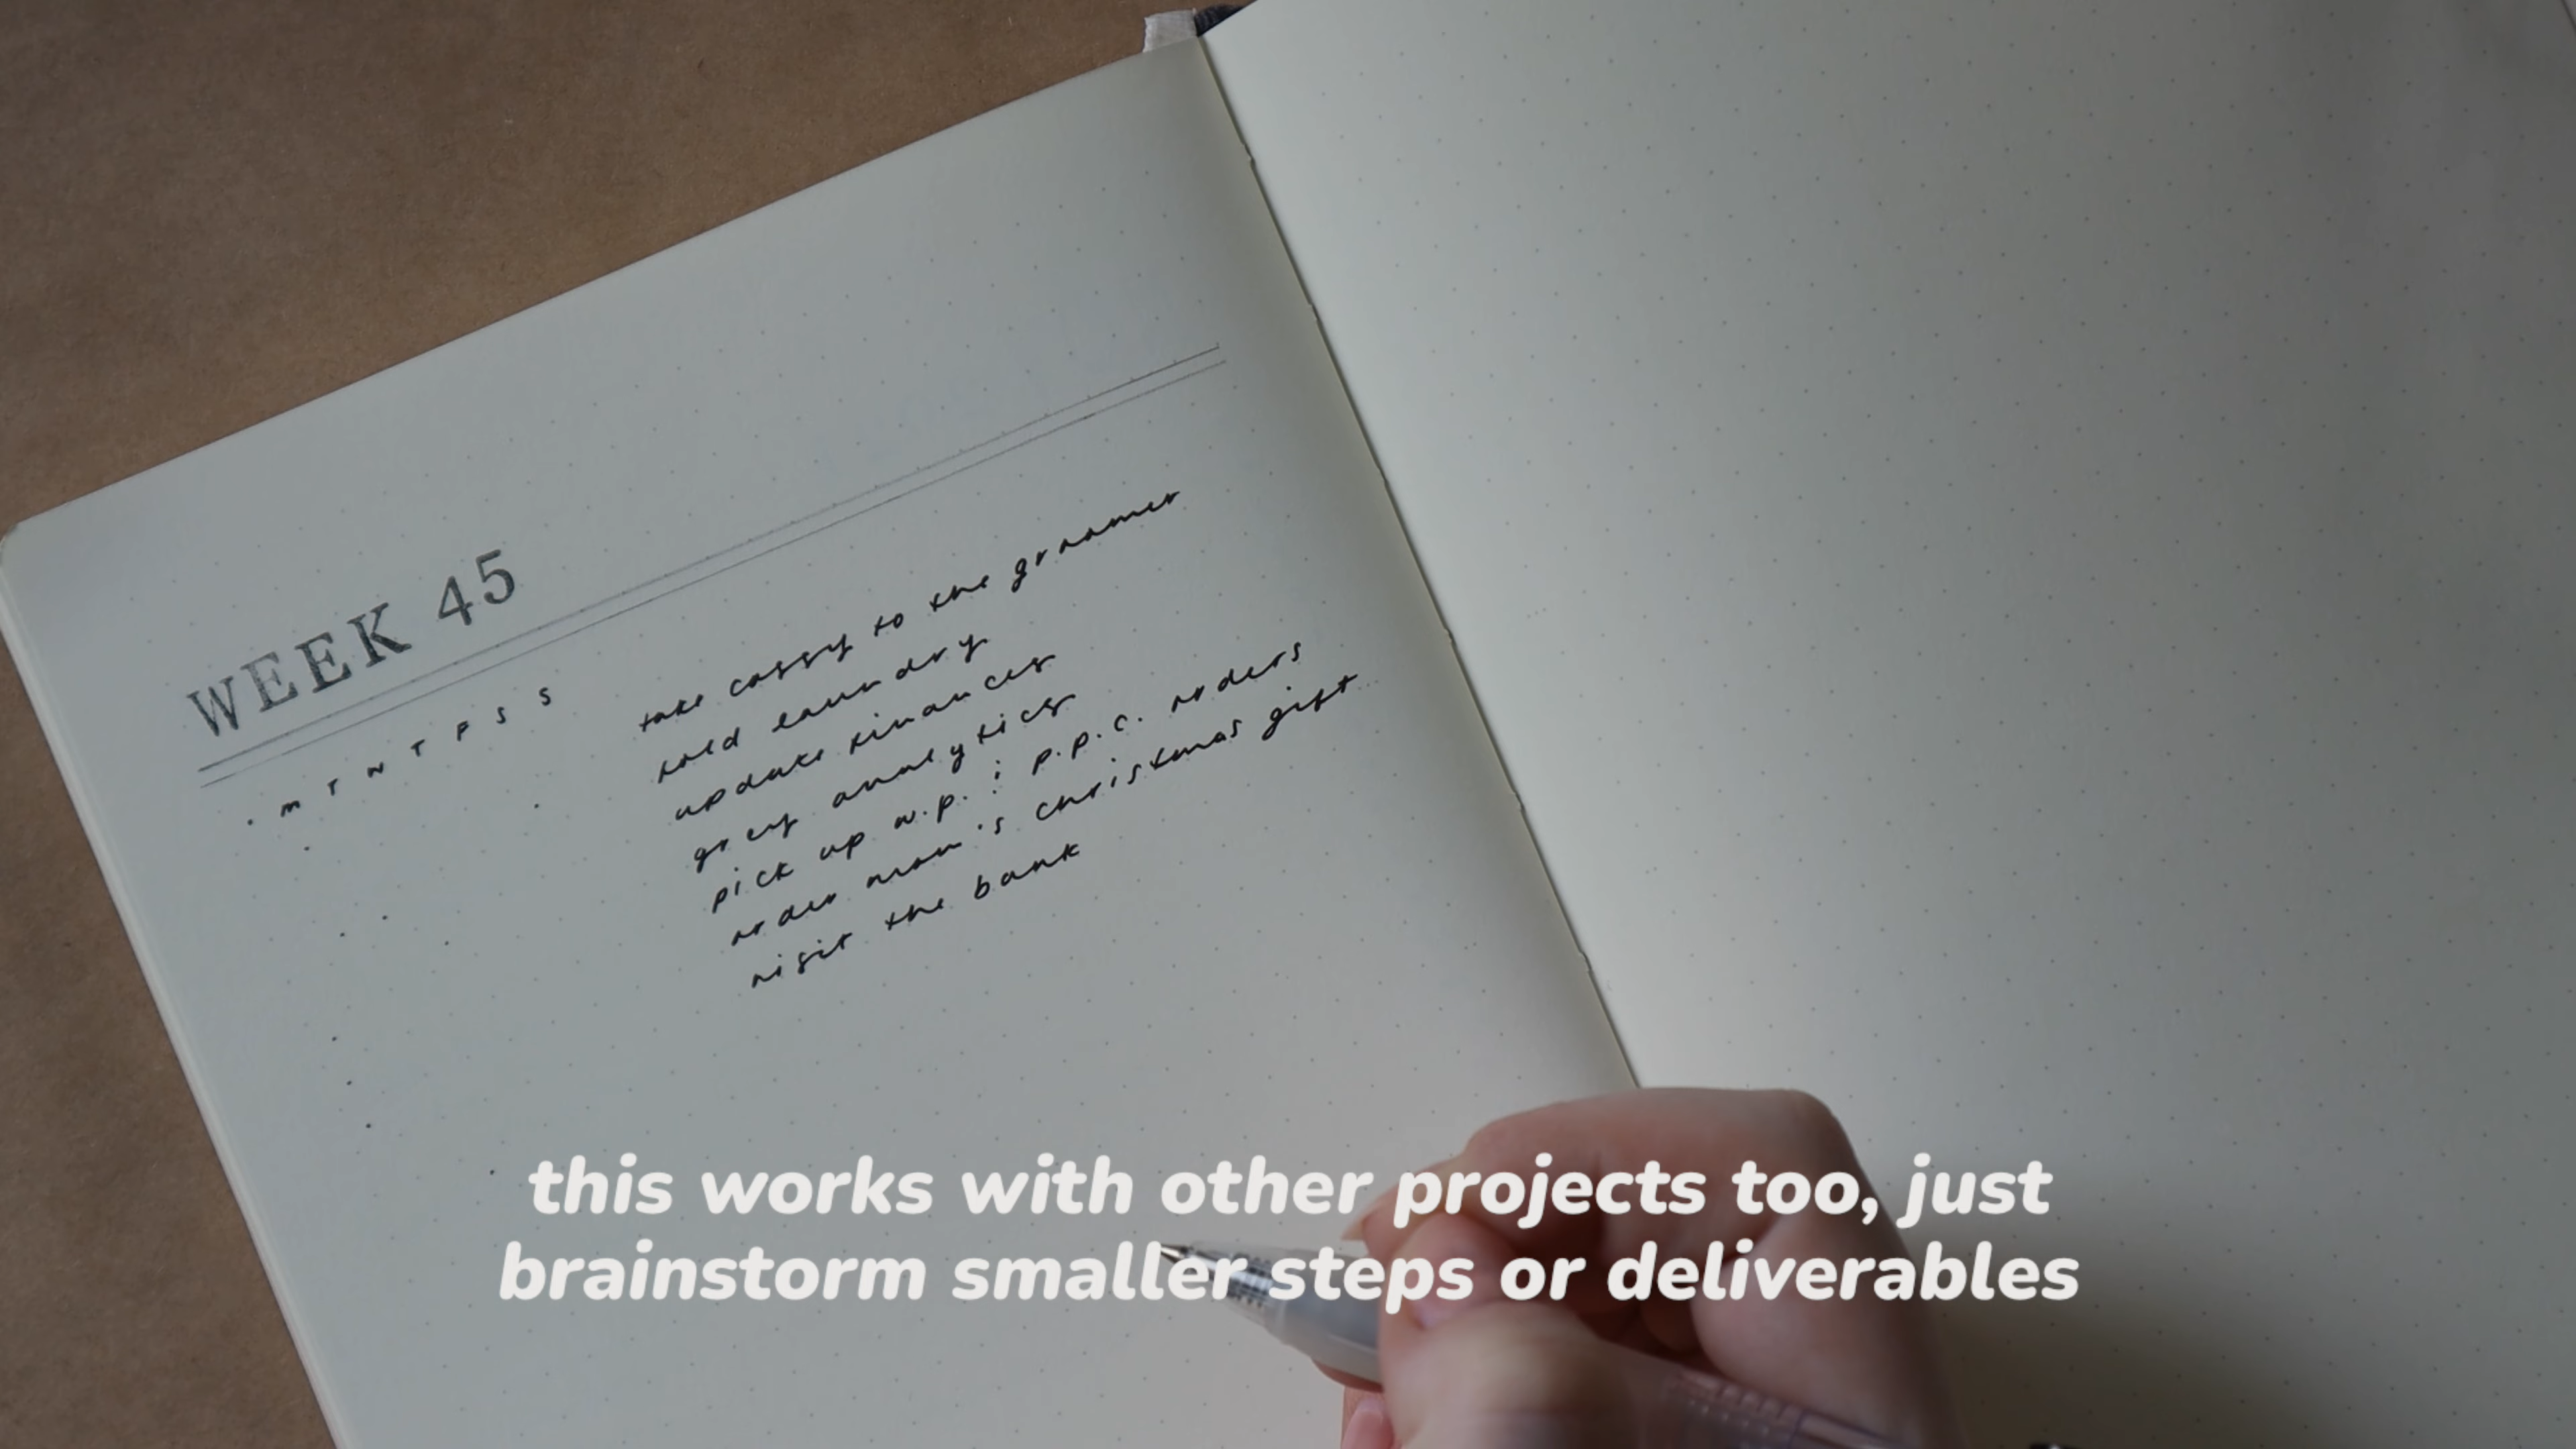 WEEK 45
. M T W T F S S
take cassy to the groomer
fold laundry
update finances
grey analytics
pick up w.p. & p.p.c. orders
order mom's christmas gift
visit the bank
this works with other projects too, just
brainstorm smaller steps or deliverables